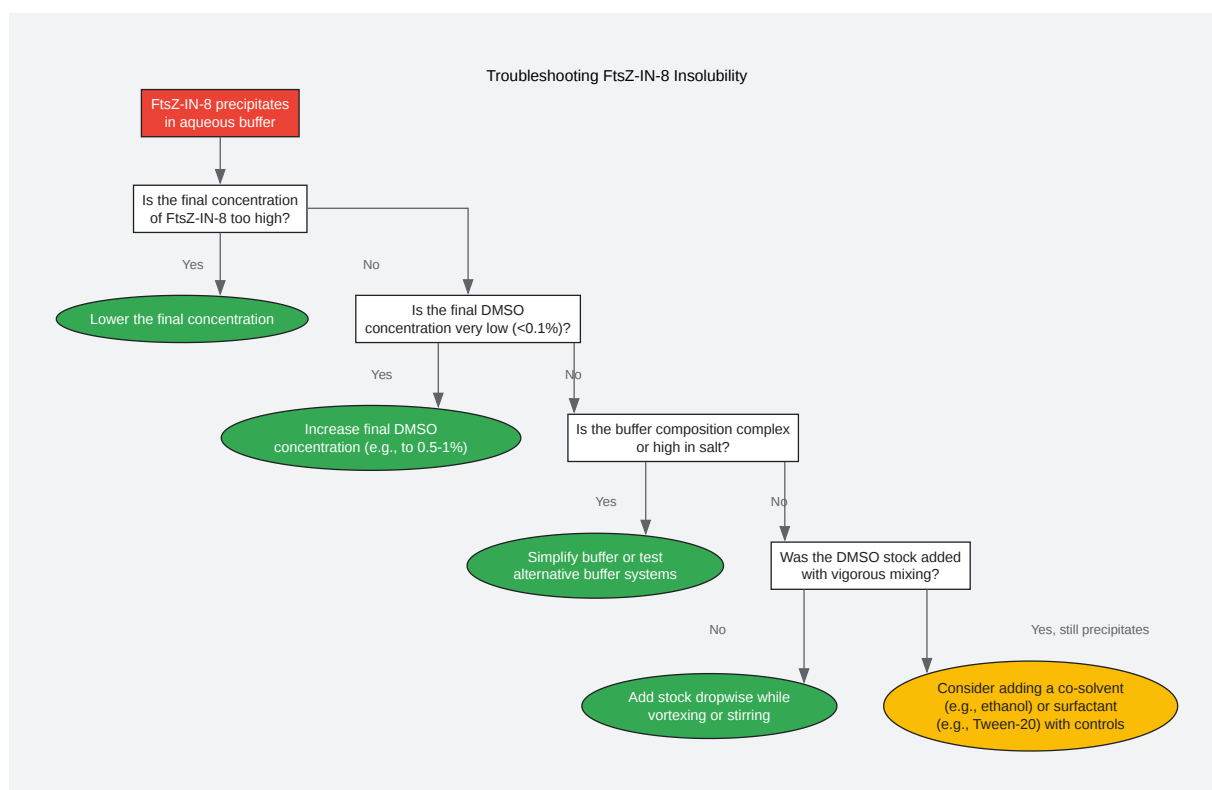 Troubleshooting FtsZ-IN-8 Insolubility
FtsZ-IN-8 precipitates
in aqueous buffer
Is the final concentration
of FtsZ-IN-8 too high?
Yes
No
Lower the final concentration
Is the final DMSO
concentration very low (<0.1%)?
Yes
No
Increase final DMSO
concentration (e.g., to 0.5-1%)
Is the buffer composition complex
or high in salt?
Yes
No
Simplify buffer or test
alternative buffer systems
Was the DMSO stock added
with vigorous mixing?
No
Yes, still precipitates
Add stock dropwise while
vortexing or stirring
Consider adding a co-solvent
(e.g., ethanol) or surfactant
(e.g., Tween-20) with controls